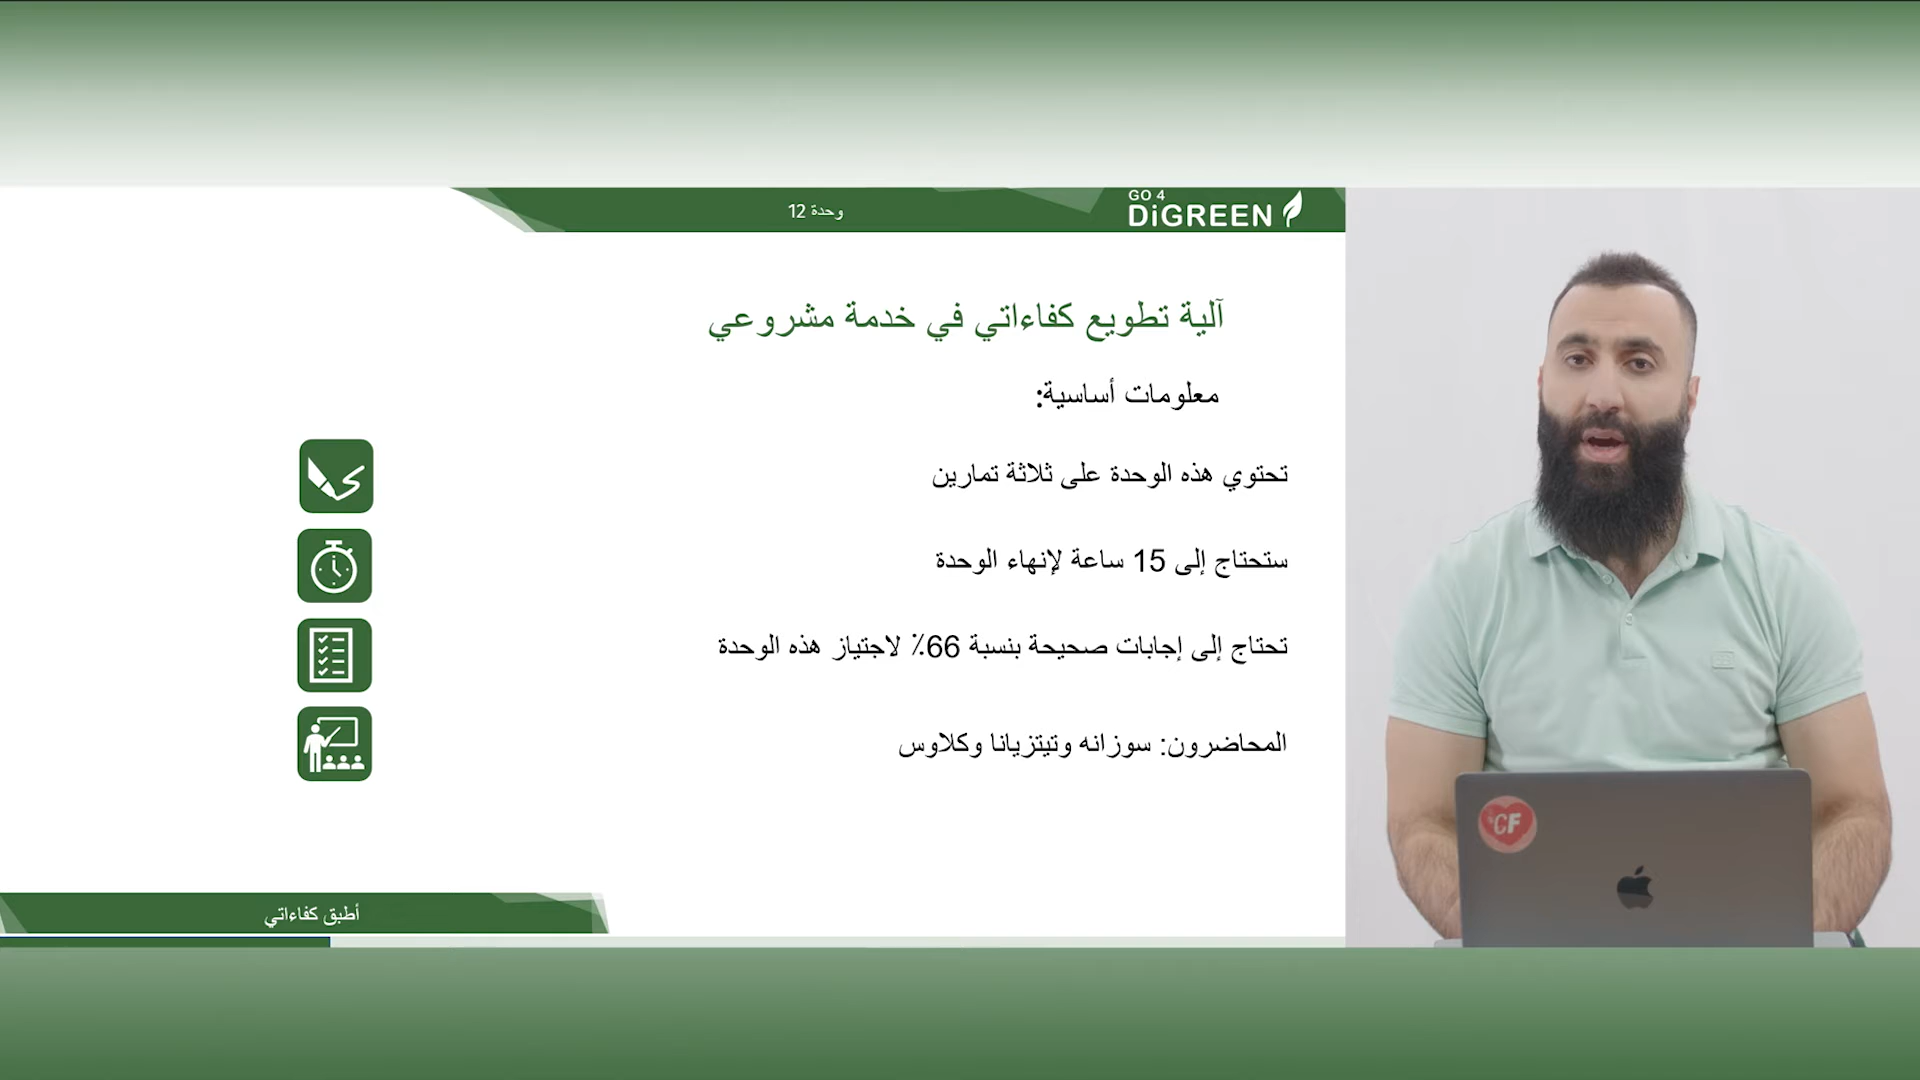 وحدة 12
GO 4
DiGREEN
آلية تطويع كفاءاتي في خدمة مشروعي
معلومات أساسية:
تحتوي هذه الوحدة على ثلاثة تمارين
ستحتاج إلى 15 ساعة لإنهاء الوحدة
تحتاج إلى إجابات صحيحة بنسبة 66٪ لاجتياز هذه الوحدة
المحاضرون: سوزانه وتيتزيانا وكلاوس
أطبق كفاءاتي
CF